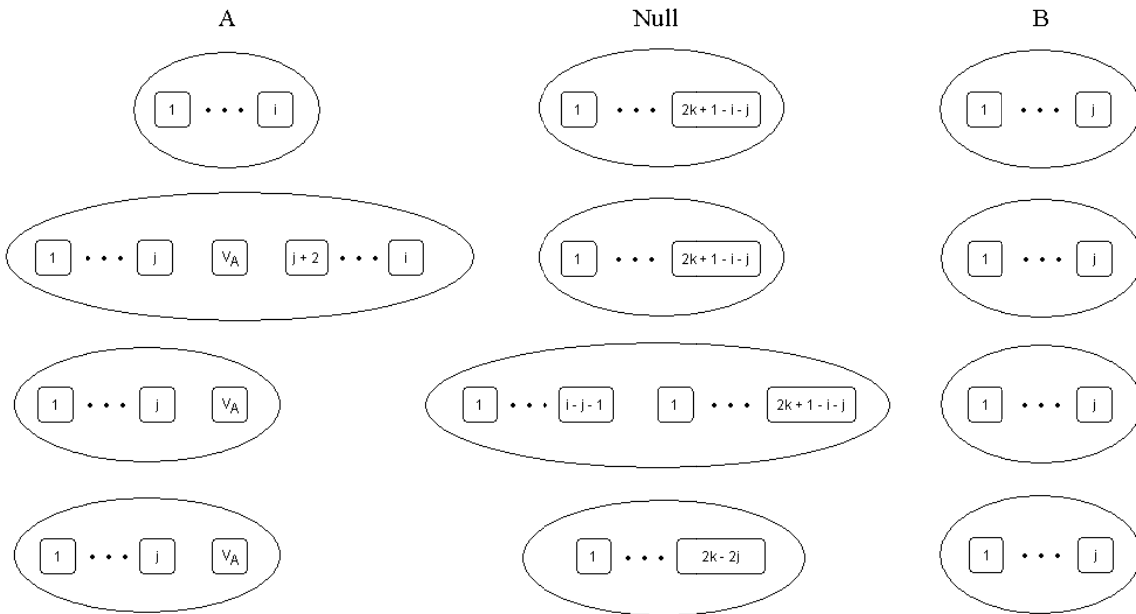 A Null B
1 • • • i 1 • • • 2k + 1 - i - j 1 • • • j
1 • • • j V_A j + 2 • • • i 1 • • • 2k + 1 - i - j 1 • • • j
1 • • • j V_A 1 • • • i - j - 1 1 • • • 2k + 1 - i - j 1 • • • j
1 • • • j V_A 1 • • • 2k - 2j 1 • • • j